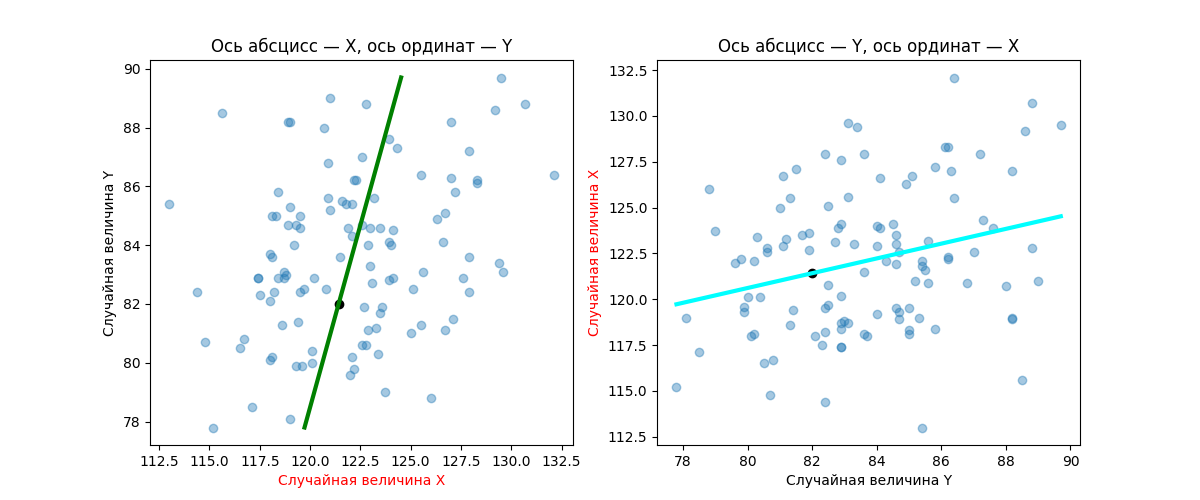 Ось абсцисс — X, ось ординат — Y
90
88
86
84
82
80
78
Случайная величина Y
112.5 115.0 117.5 120.0 122.5 125.0 127.5 130.0 132.5
Случайная величина X
Ось абсцисс — Y, ось ординат — X
132.5
130.0
127.5
125.0
122.5
120.0
117.5
115.0
112.5
Случайная величина X
78 80 82 84 86 88 90
Случайная величина Y